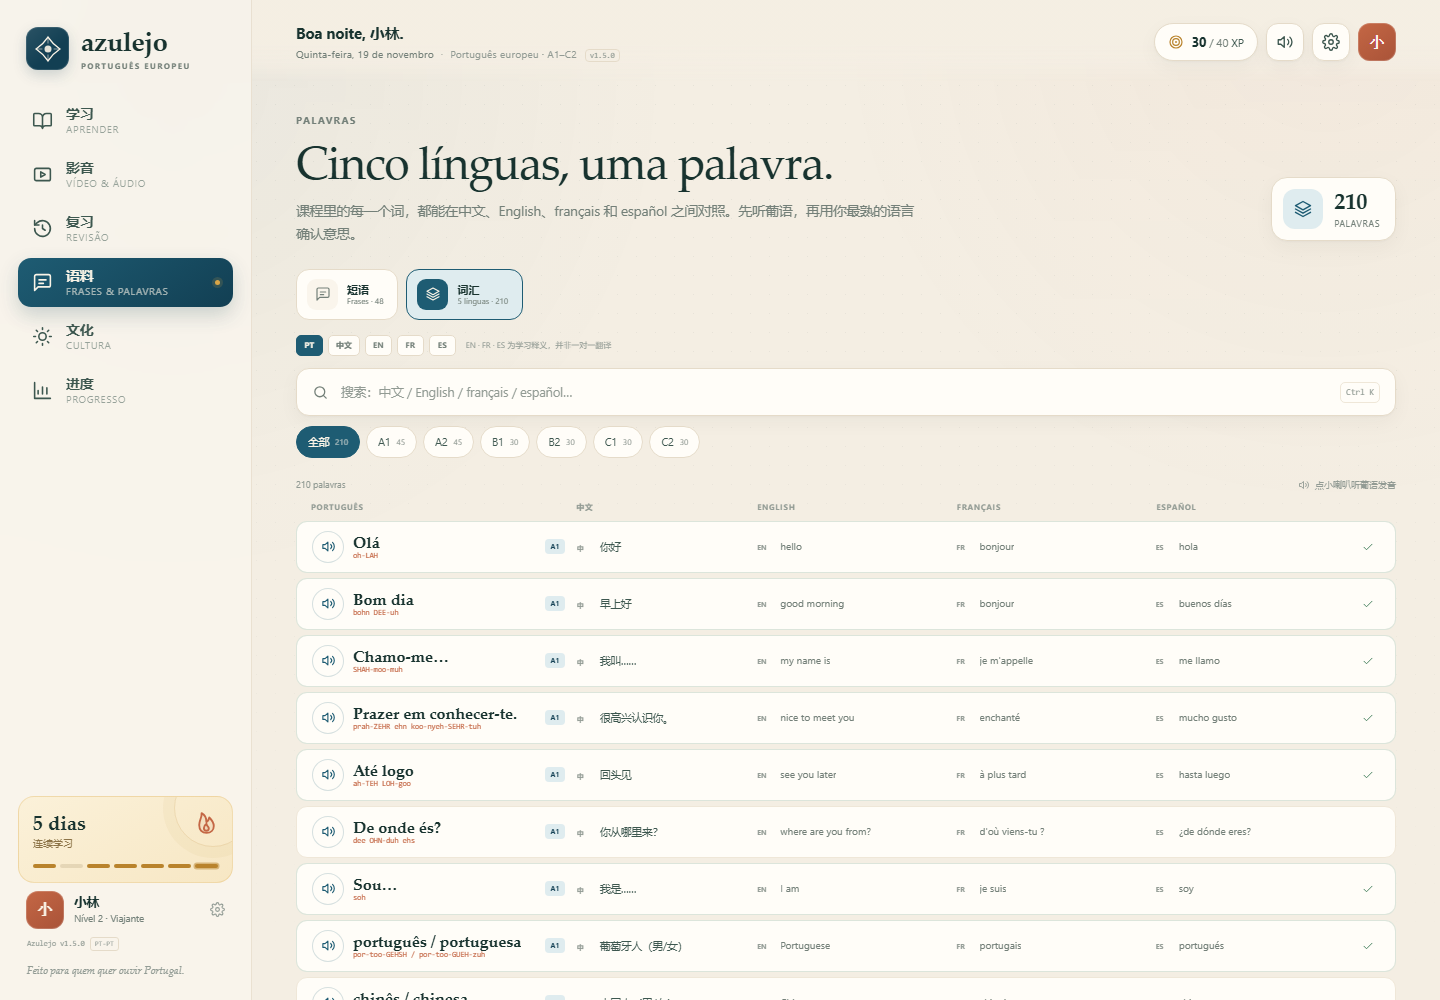 azulejo
PORTUGUÊS EUROPEU
学习
APRENDER
影音
VÍDEO & ÁUDIO
复习
REVISÃO
语料
FRASES & PALAVRAS
文化
CULTURA
进度
PROGRESSO
5 dias
连续学习
小
小林
Nível 2 · Viajante
Azulejo v1.5.0 PT-PT
Feito para quem quer ouvir Portugal.
Boa noite, 小林.
Quinta-feira, 19 de novembro · Português europeu · A1–C2 v1.5.0
30 / 40 XP
小
PALAVRAS
Cinco línguas, uma palavra.
课程里的每一个词，都能在中文、English、français 和 español 之间对照。先听葡语，再用你最熟的语言
确认意思。
210
PALAVRAS
短语
Frases · 48
词汇
5 línguas · 210
PT 中文 EN FR ES EN · FR · ES 为学习释义，并非一对一翻译
搜索：中文 / English / français / español...
Ctrl K
全部 210 A1 45 A2 45 B1 30 B2 30 C1 30 C2 30
210 palavras
点小喇叭听葡语发音
PORTUGUÊS 中文 ENGLISH FRANÇAIS ESPAÑOL
Olá
oh-LAH
A1 中 你好 EN hello FR bonjour ES hola
Bom dia
bohn DEE-uh
A1 中 早上好 EN good morning FR bonjour ES buenos días
Chamo-me…
SHAH-moo-muh
A1 中 我叫…… EN my name is FR je m'appelle ES me llamo
Prazer em conhecer-te.
prah-ZEHR ehn koo-nyeh-SEHR-tuh
A1 中 很高兴认识你。 EN nice to meet you FR enchanté ES mucho gusto
Até logo
ah-TEH LOH-goo
A1 中 回头见 EN see you later FR à plus tard ES hasta luego
De onde és?
dee OHN-duh ehs
A1 中 你从哪里来？ EN where are you from? FR d'où viens-tu ? ES ¿de dónde eres?
Sou…
soh
A1 中 我是…… EN I am FR je suis ES soy
português / portuguesa
por-too-GEHSH / por-too-GUEH-zuh
A1 中 葡萄牙人（男/女） EN Portuguese FR portugais ES portugués
chinês / chinesa